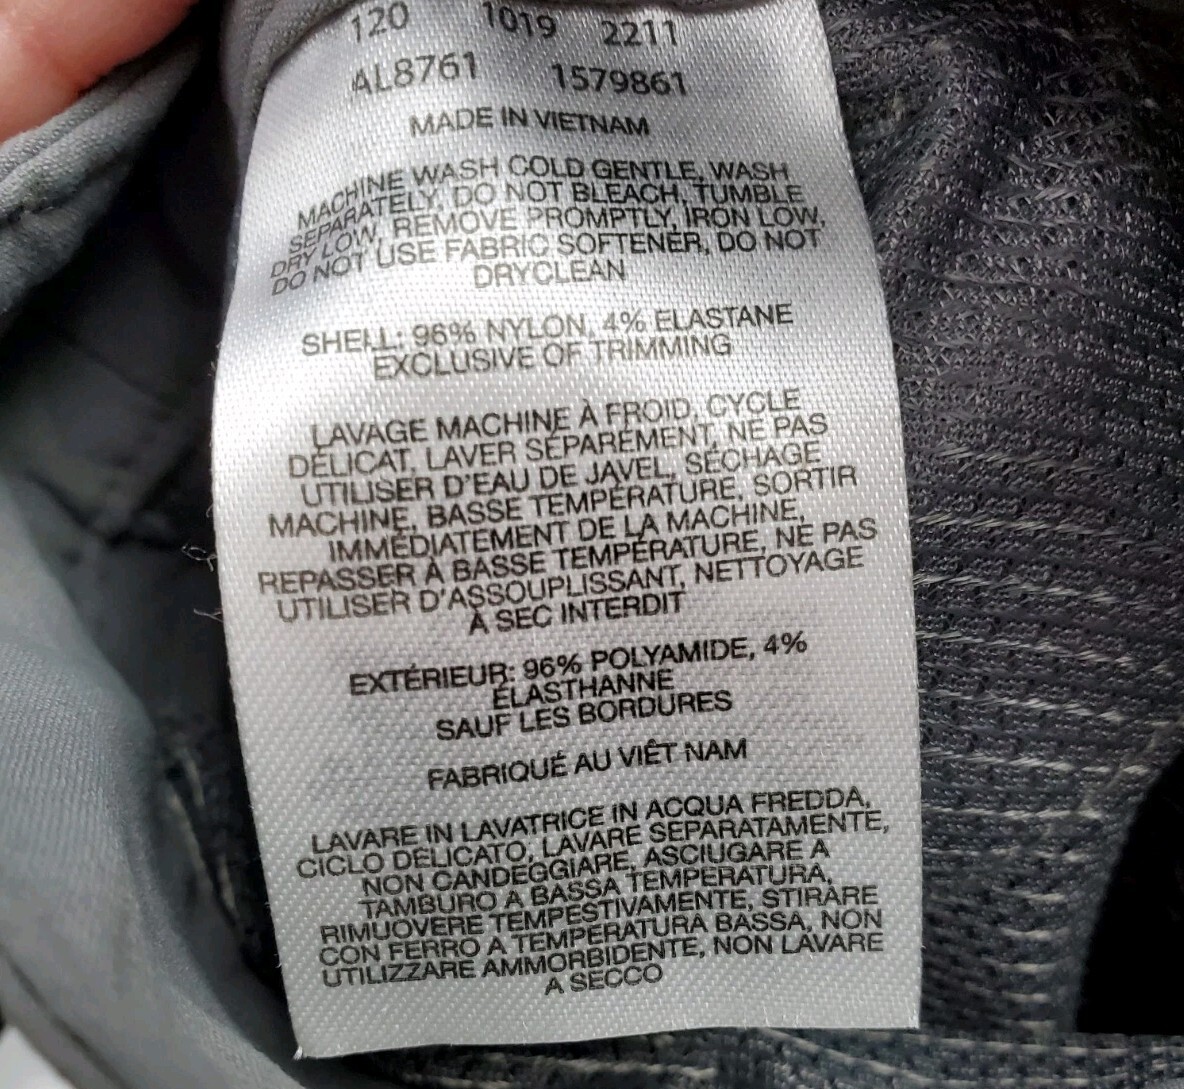 120 1019 2211
AL8761 1579861
MADE IN VIETNAM
MACHINE WASH COLD GENTLE, WASH
SEPARATELY, DO NOT BLEACH, TUMBLE
DRY LOW, REMOVE PROMPTLY, IRON LOW,
DO NOT USE FABRIC SOFTENER, DO NOT
DRYCLEAN
SHELL: 96% NYLON, 4% ELASTANE
EXCLUSIVE OF TRIMMING
LAVAGE MACHINE À FROID, CYCLE
DÉLICAT, LAVER SÉPARÉMENT, NE PAS
UTILISER D'EAU DE JAVEL, SÉCHAGE
MACHINE, BASSE TEMPÉRATURE, SORTIR
IMMÉDIATEMENT DE LA MACHINE,
REPASSER À BASSE TEMPÉRATURE, NE PAS
UTILISER D'ASSOUPLISSANT, NETTOYAGE
À SEC INTERDIT
EXTÉRIEUR: 96% POLYAMIDE, 4%
ÉLASTHANNE
SAUF LES BORDURES
FABRIQUÉ AU VIÊT NAM
LAVARE IN LAVATRICE IN ACQUA FREDDA,
CICLO DELICATO, LAVARE SEPARATAMENTE,
NON CANDEGGIARE, ASCIUGARE A
TAMBURO A BASSA TEMPERATURA,
RIMUOVERE TEMPESTIVAMENTE, STIRARE
CON FERRO A TEMPERATURA BASSA, NON
UTILIZZARE AMMORBIDENTE, NON LAVARE
A SECCO